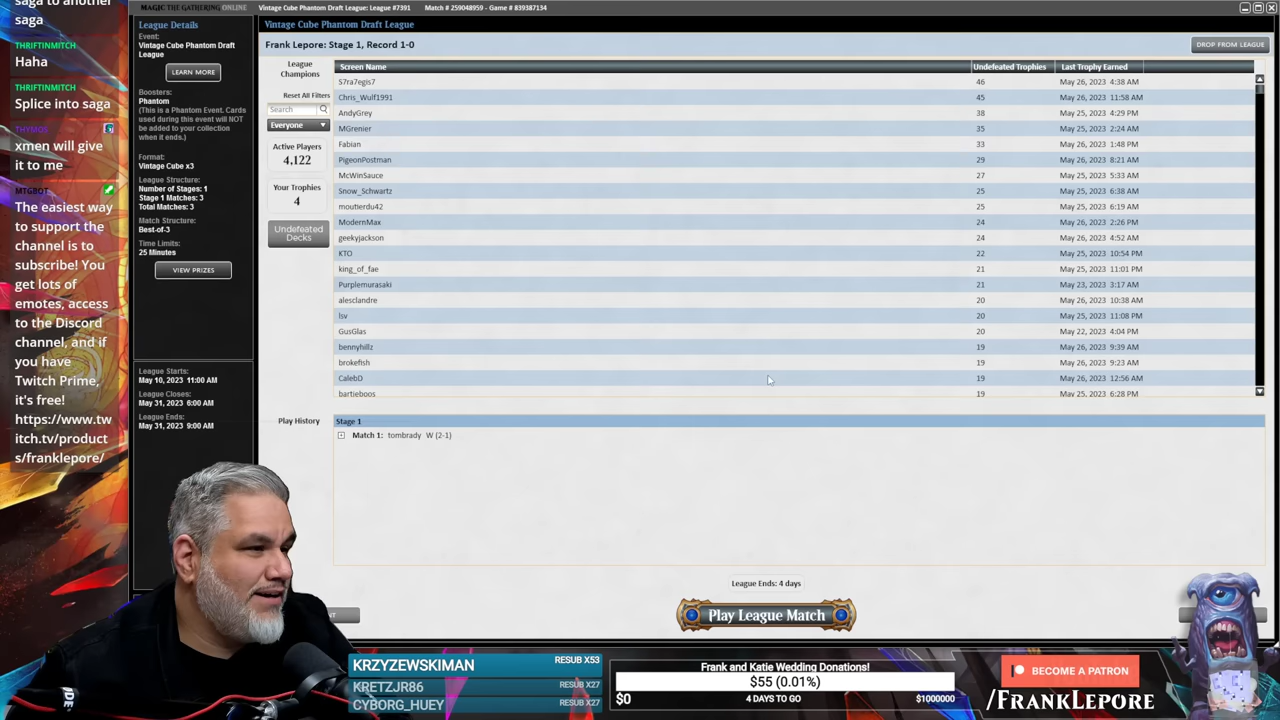 saga to another
saga
THRIFTINMITCH
Haha
THRIFTINMITCH
Splice into saga
THYMOS
xmen will give
it to me
MTGBOT
The easiest way
to support the
channel is to
subscribe! You
get lots of
emotes, access
to the Discord
channel, and if
you have
Twitch Prime,
it's free!
https://www.tw
itch.tv/product
s/franklepore/
MAGIC THE GATHERING ONLINE
Vintage Cube Phantom Draft League: League #7391
Match # 259048959 - Game # 839387134
League Details
Event:
Vintage Cube Phantom Draft
League
LEARN MORE
Boosters:
Phantom
(This is a Phantom Event. Cards
used during this event will NOT
be added to your collection
when it ends.)
Format:
Vintage Cube x3
League Structure:
Number of Stages: 1
Stage 1 Matches: 3
Total Matches: 3
Match Structure:
Best-of-3
Time Limits:
25 Minutes
VIEW PRIZES
League Starts:
May 10, 2023 11:00 AM
League Closes:
May 31, 2023 6:00 AM
League Ends:
May 31, 2023 9:00 AM
Vintage Cube Phantom Draft League
Frank Lepore: Stage 1, Record 1-0
DROP FROM LEAGUE
League
Champions
Reset All Filters
Search
Everyone
Active Players
4,122
Your Trophies
4
Undefeated
Decks
Screen Name Undefeated Trophies Last Trophy Earned
S7ra7egis7 46 May 26, 2023 4:38 AM
Chris_Wulf1991 45 May 26, 2023 11:58 AM
AndyGrey 38 May 25, 2023 4:29 PM
MGrenier 35 May 26, 2023 2:24 AM
Fabian 33 May 26, 2023 1:48 PM
PigeonPostman 29 May 26, 2023 8:21 AM
McWinSauce 27 May 25, 2023 5:33 AM
Snow_Schwartz 25 May 26, 2023 6:38 AM
moutierdu42 25 May 25, 2023 6:19 AM
ModernMax 24 May 26, 2023 2:26 PM
geekyjackson 24 May 26, 2023 4:52 AM
KTO 22 May 25, 2023 10:54 PM
king_of_fae 21 May 25, 2023 11:01 PM
Purplemurasaki 21 May 23, 2023 3:17 AM
alesclandre 20 May 26, 2023 10:38 AM
lsv 20 May 25, 2023 11:08 PM
GusGlas 20 May 22, 2023 4:04 PM
bennyhillz 19 May 26, 2023 9:39 AM
brokefish 19 May 26, 2023 9:23 AM
CalebD 19 May 26, 2023 12:56 AM
bartieboos 19 May 25, 2023 6:28 PM
Play History
Stage 1
Match 1: tombrady W (2-1)
League Ends: 4 days
Play League Match
KRZYZEWSKIMAN RESUB X53
KRETZJR86 RESUB X27
CYBORG_HUEY RESUB X27
Frank and Katie Wedding Donations!
$55 (0.01%)
$0 4 DAYS TO GO $1000000
BECOME A PATRON
/FRANKLEPORE